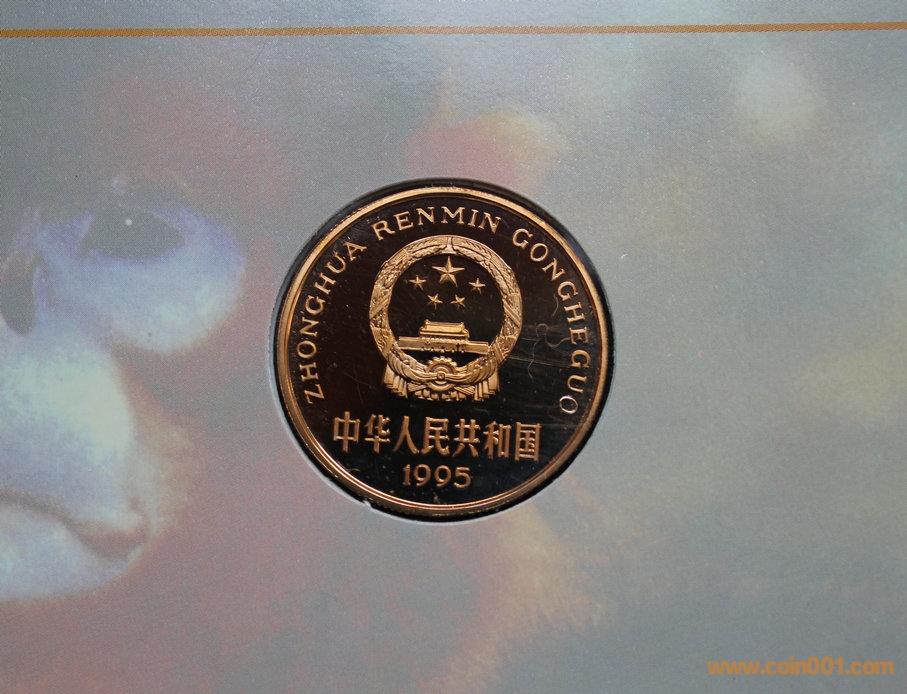 ZHONGHUA RENMIN GONGHEGUO
中华人民共和国
1995
www.coin001.com